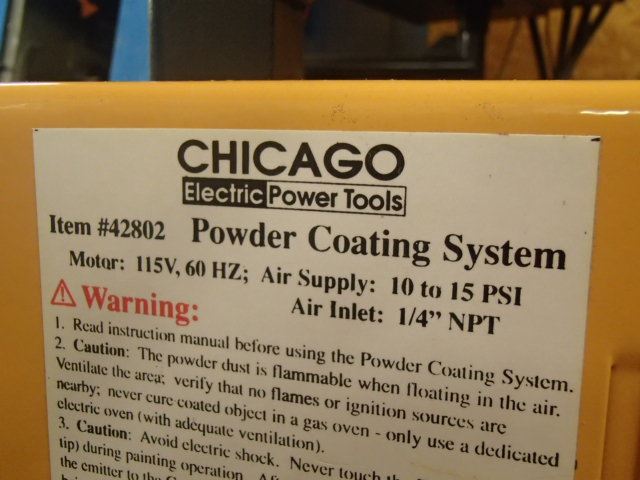 CHICAGO
Electric Power Tools
Item #42802 Powder Coating System
Motor: 115V, 60 HZ; Air Supply: 10 to 15 PSI
Air Inlet: 1/4" NPT
Warning:
1. Read instruction manual before using the Powder Coating System.
2. Caution: The powder dust is flammable when floating in the air.
Ventilate the area; verify that no flames or ignition sources are
nearby; never cure coated object in a gas oven - only use a dedicated
electric oven (with adequate ventilation).
3. Caution: Avoid electric shock. Never touch the
tip) during painting operation.
the emitter to the